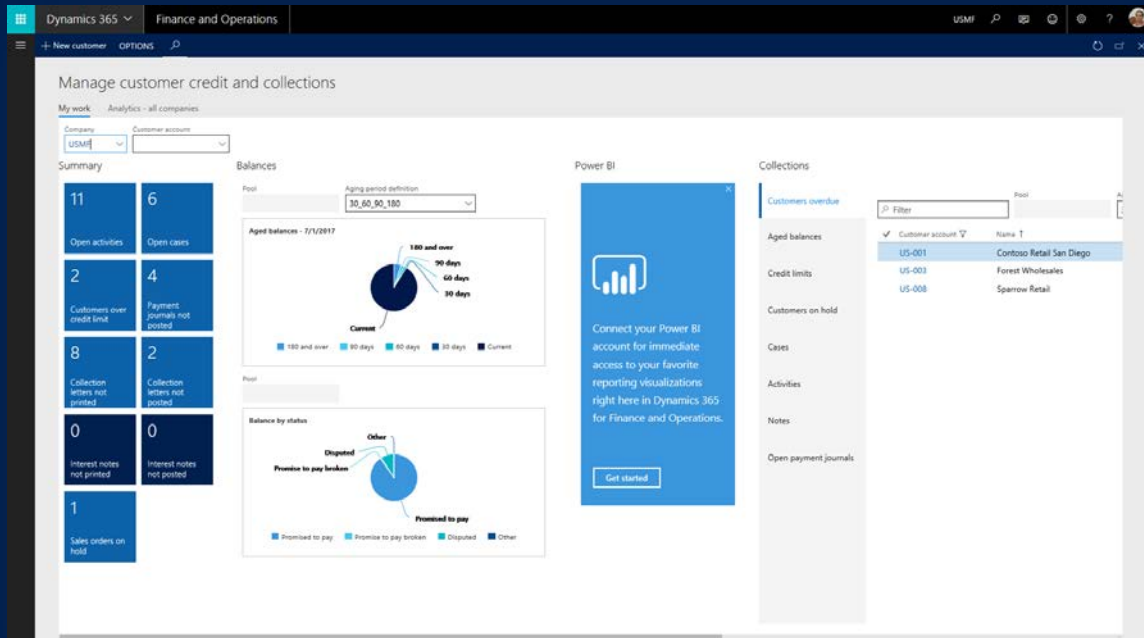 Dynamics 365
Finance and Operations
USMF
?
+ New customer OPTIONS
Manage customer credit and collections
My work Analytics - all companies
Company Customer account
USMF
Summary
11
Open activities
6
Open cases
2
Customers over
credit limit
4
Payment
journals not
posted
8
Collection
letters not
printed
2
Collection
letters not
posted
0
Interest notes
not printed
0
Interest notes
not posted
1
Sales orders on
hold
Balances
Pool Aging period definition
30_60_90_180
Aged balances - 7/1/2017
180 and over
90 days
60 days
30 days
Current
180 and over 90 days 60 days 30 days Current
Pool
Balance by status
Other
Disputed
Promise to pay broken
Promised to pay
Promised to pay Promise to pay broken Disputed Other
Power BI
Connect your Power BI
account for immediate
access to your favorite
reporting visualizations
right here in Dynamics 365
for Finance and Operations.
Get started
Collections
Customers overdue
Aged balances
Credit limits
Customers on hold
Cases
Activities
Notes
Open payment journals
Pool
Filter
Customer account Name
US-001 Contoso Retail San Diego
US-003 Forest Wholesales
US-008 Sparrow Retail